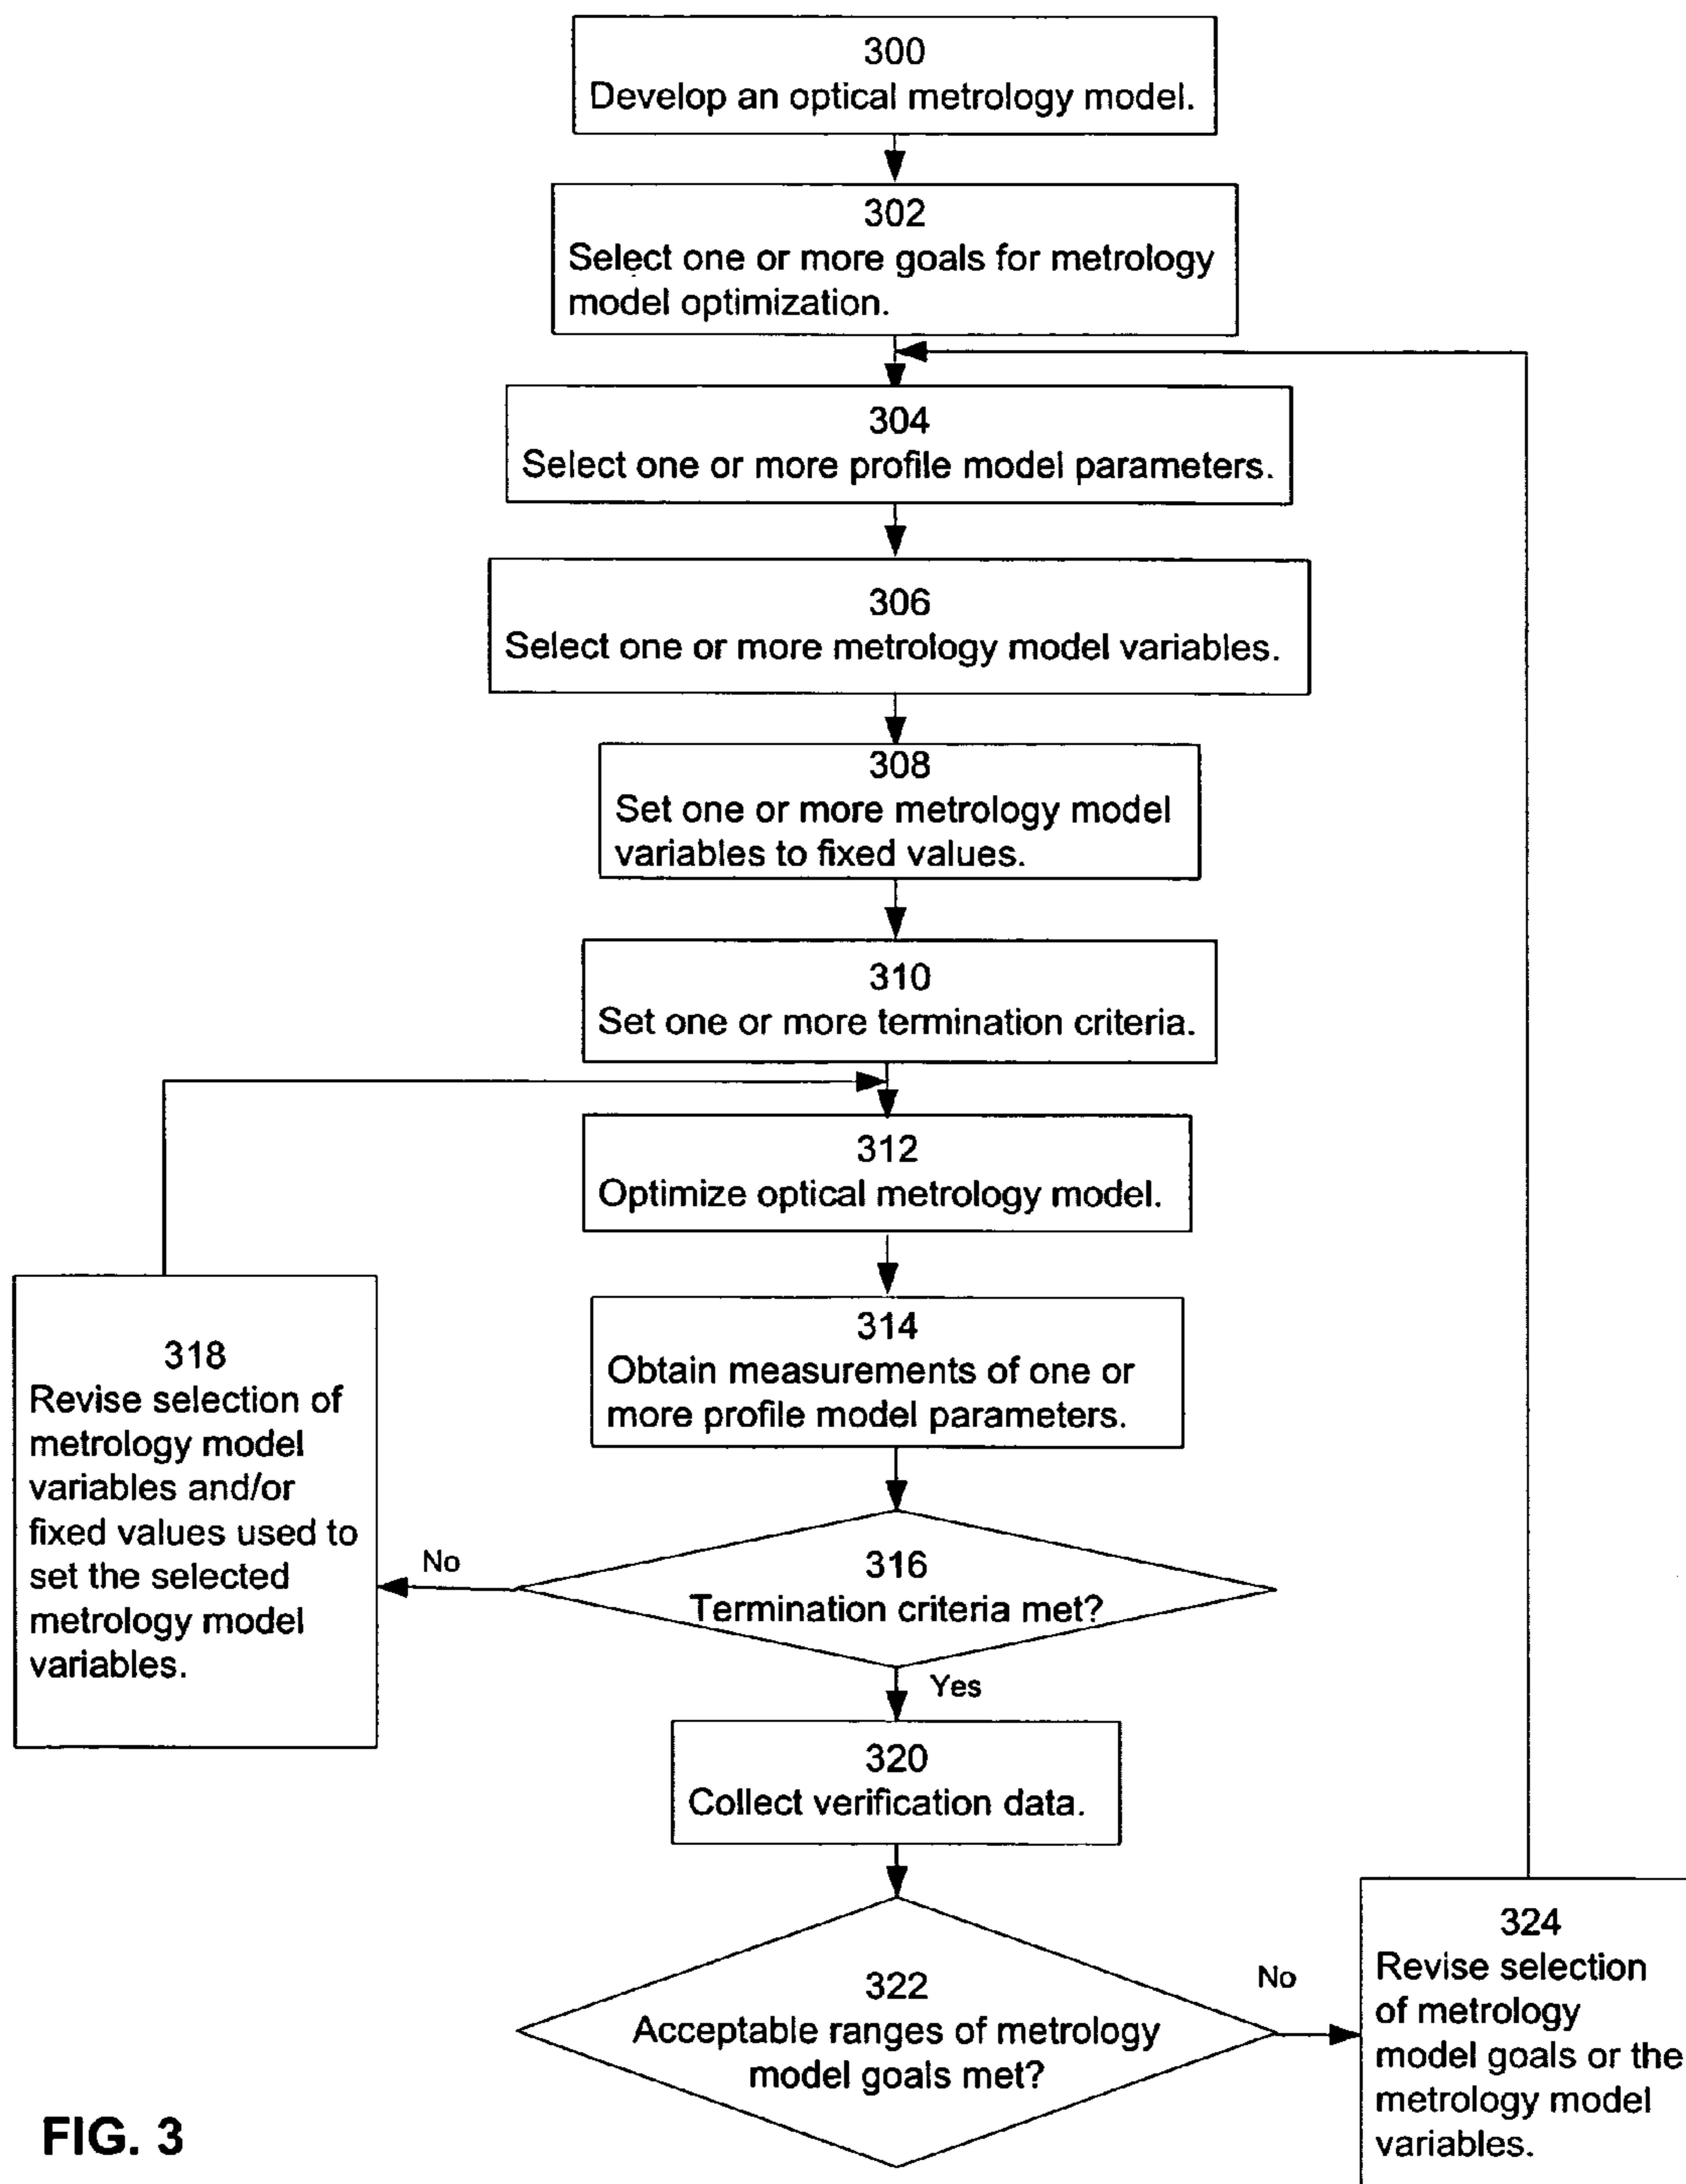 300
Develop an optical metrology model.
302
Select one or more goals for metrology
model optimization.
304
Select one or more profile model parameters.
306
Select one or more metrology model variables.
308
Set one or more metrology model
variables to fixed values.
310
Set one or more termination criteria.
312
Optimize optical metrology model.
314
Obtain measurements of one or
more profile model parameters.
318
Revise selection of
metrology model
variables and/or
fixed values used to
set the selected
metrology model
variables.
No
316
Termination criteria met?
Yes
320
Collect verification data.
322
Acceptable ranges of metrology
model goals met?
No
324
Revise selection
of metrology
model goals or the
metrology model
variables.
FIG. 3